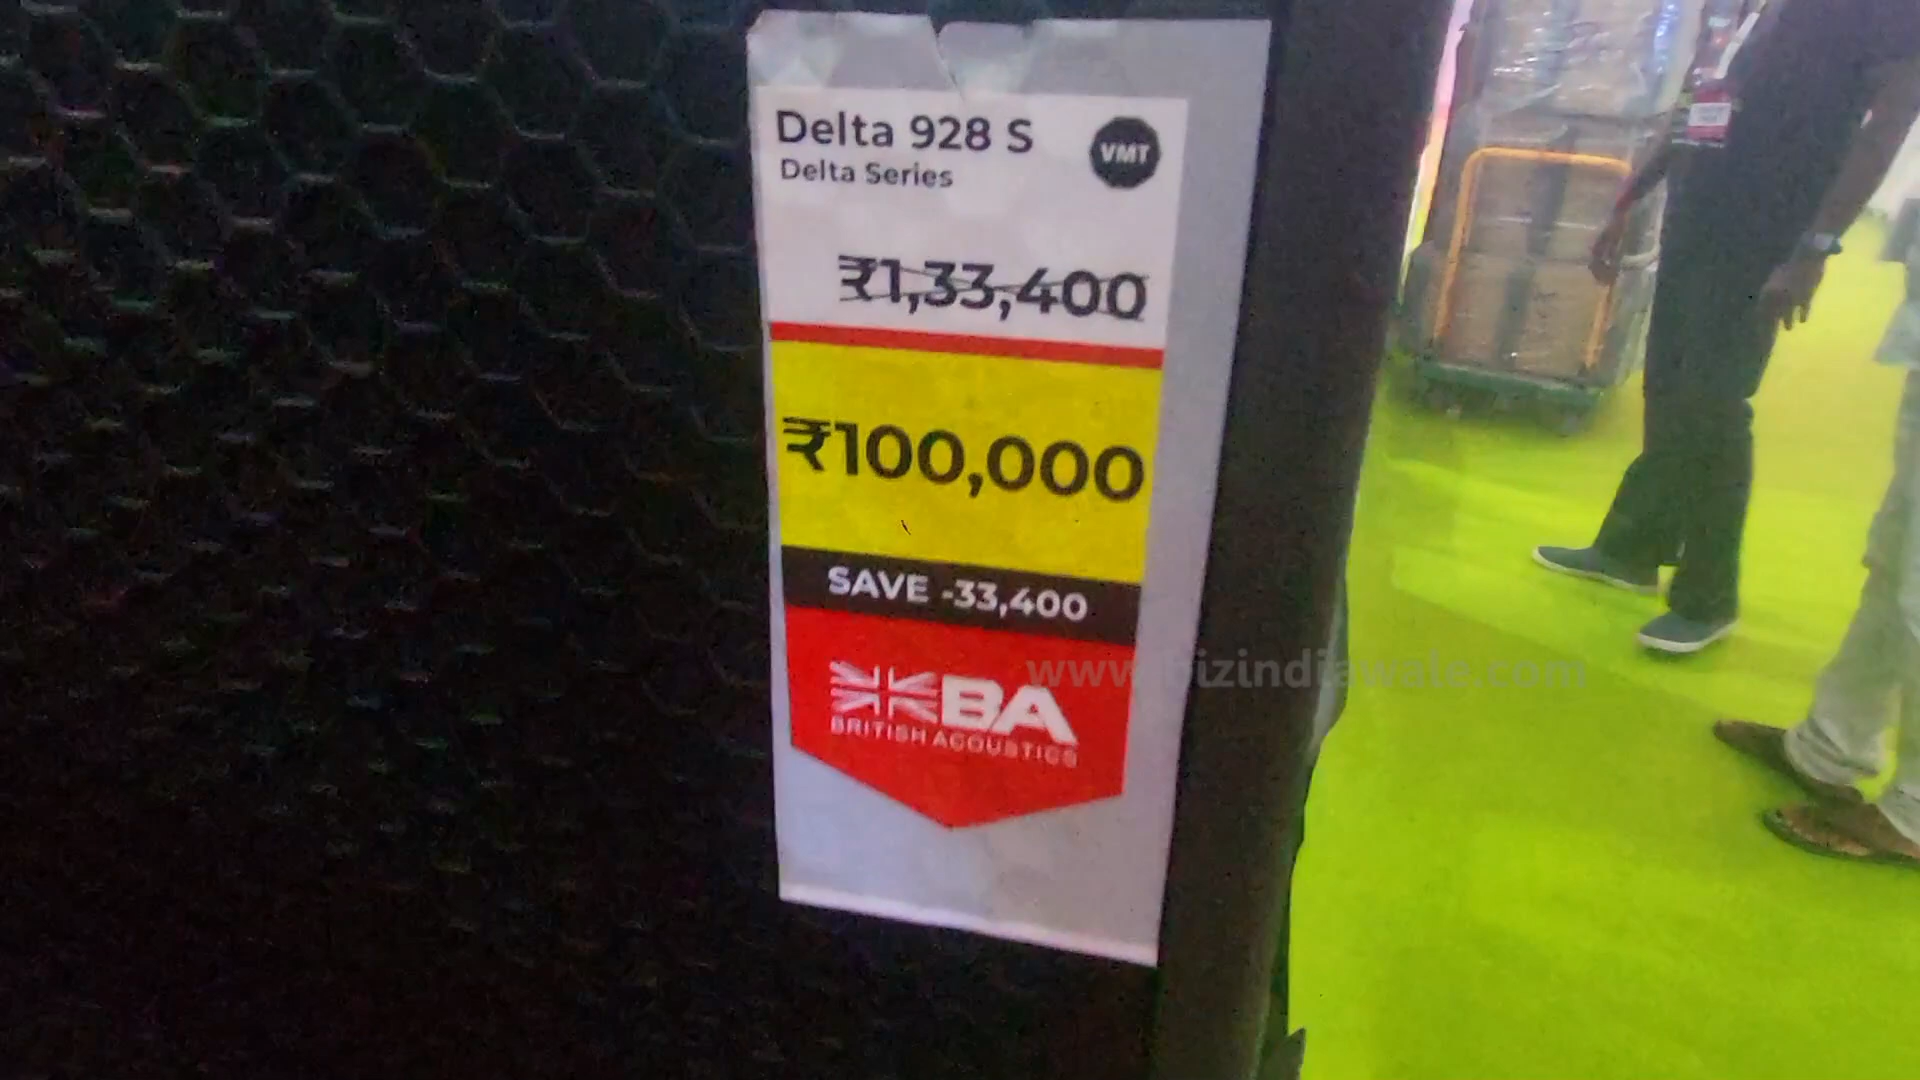 Delta 928 S
VMT
Delta Series
₹1,33,400
₹100,000
SAVE -33,400
BA
BRITISH ACOUSTICS
www.bizindiawale.com